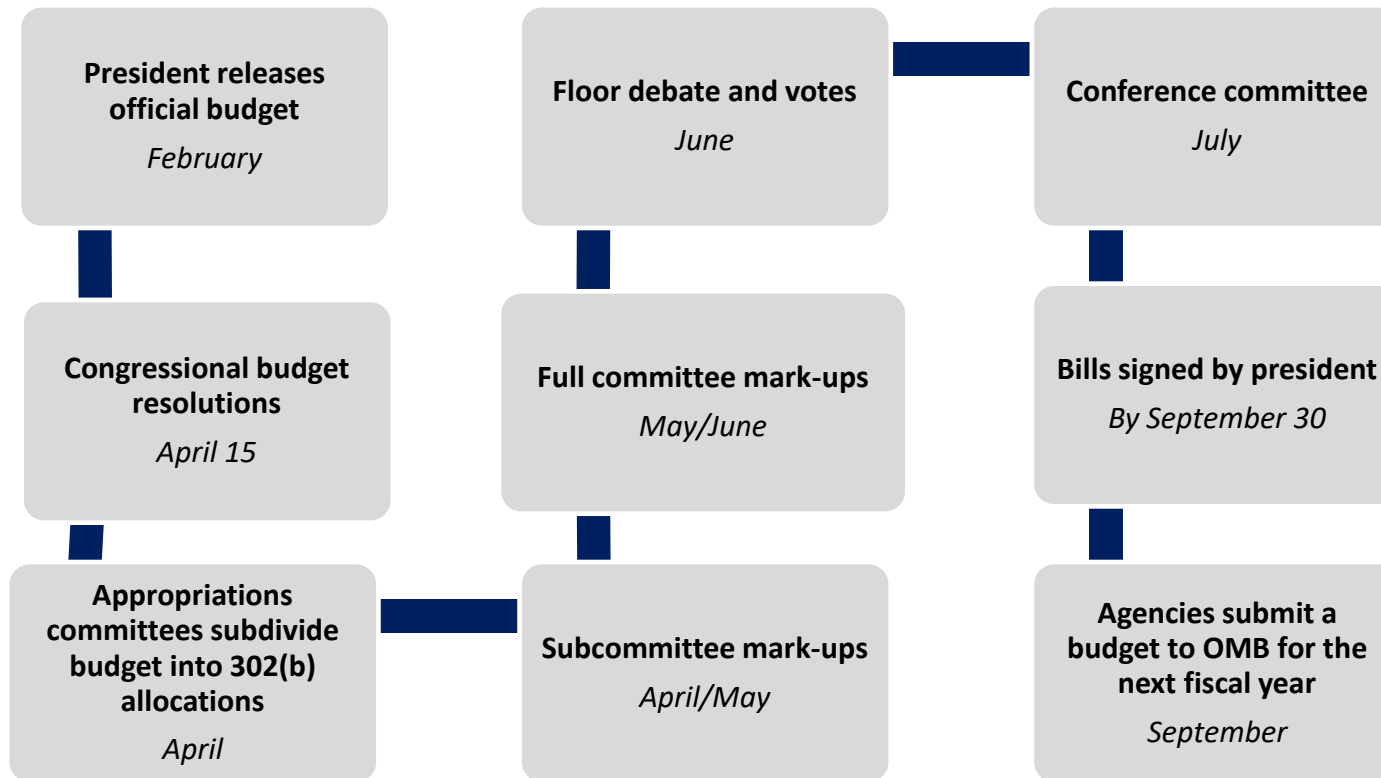 President releases
official budget
February
Congressional budget
resolutions
April 15
Appropriations
committees subdivide
budget into 302(b)
allocations
April
Subcommittee mark-ups
April/May
Full committee mark-ups
May/June
Floor debate and votes
June
Conference committee
July
Bills signed by president
By September 30
Agencies submit a
budget to OMB for the
next fiscal year
September